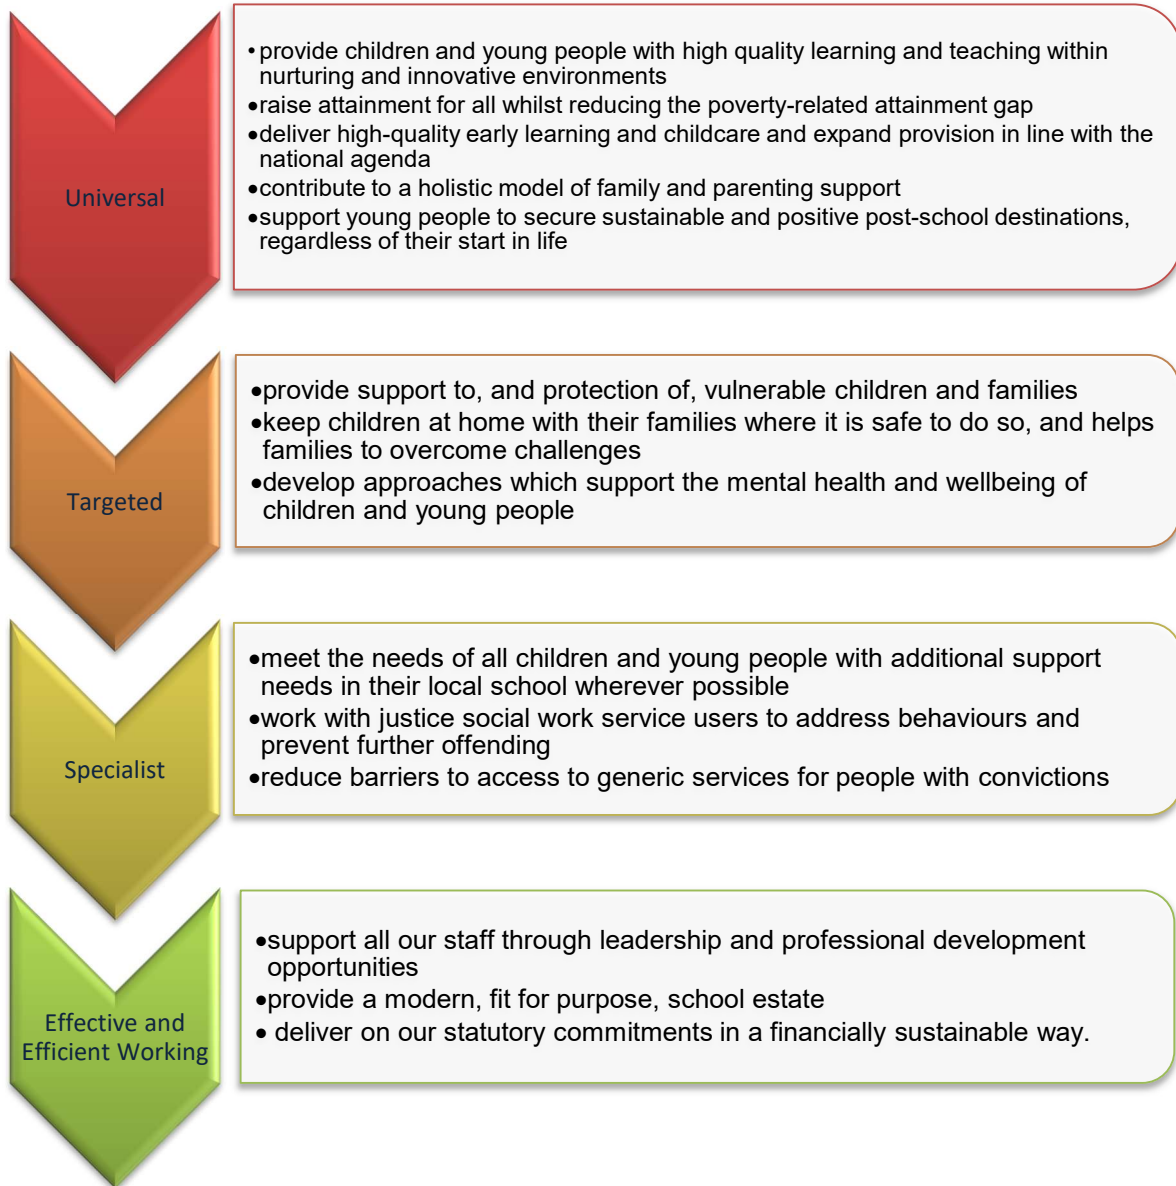 Universal
• provide children and young people with high quality learning and teaching within
nurturing and innovative environments
•raise attainment for all whilst reducing the poverty-related attainment gap
•deliver high-quality early learning and childcare and expand provision in line with the
national agenda
•contribute to a holistic model of family and parenting support
•support young people to secure sustainable and positive post-school destinations,
regardless of their start in life
Targeted
•provide support to, and protection of, vulnerable children and families
•keep children at home with their families where it is safe to do so, and helps
families to overcome challenges
•develop approaches which support the mental health and wellbeing of
children and young people
Specialist
•meet the needs of all children and young people with additional support
needs in their local school wherever possible
•work with justice social work service users to address behaviours and
prevent further offending
•reduce barriers to access to generic services for people with convictions
Effective and
Efficient Working
•support all our staff through leadership and professional development
opportunities
•provide a modern, fit for purpose, school estate
• deliver on our statutory commitments in a financially sustainable way.